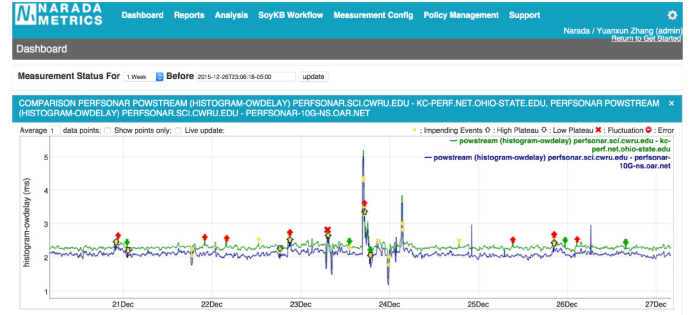 NARADA METRICS
Dashboard Reports Analysis SoyKB Workflow Measurement Config Policy Management Support
Narada / Yuanxun Zhang (admin)
Return to Get Started
Dashboard
Measurement Status For 1 Week Before 2015-12-26T23:06:18-05:00 update
COMPARISON PERFSONAR POWSTREAM (HISTOGRAM-OWDELAY) PERFSONAR.SCI.CWRU.EDU - KC-PERF.NET.OHIO-STATE.EDU, PERFSONAR POWSTREAM ×
(HISTOGRAM-OWDELAY) PERFSONAR.SCI.CWRU.EDU - PERFSONAR-10G-NS.OAR.NET
Average 1 data points; Show points only; Live update;
: Impending Events : High Plateau : Low Plateau : Fluctuation : Error
— powstream (histogram-owdelay) perfsonar.sci.cwru.edu - kc-
perf.net.ohio-state.edu
— powstream (histogram-owdelay) perfsonar.sci.cwru.edu - perfsonar-
10G-ns.oar.net
histogram-owdelay (ms)
5
4
3
2
1
21Dec 22Dec 23Dec 24Dec 25Dec 26Dec 27Dec